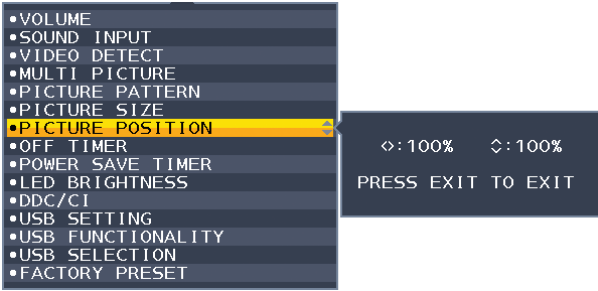 •VOLUME
•SOUND INPUT
•VIDEO DETECT
•MULTI PICTURE
•PICTURE PATTERN
•PICTURE SIZE
•PICTURE POSITION
•OFF TIMER
•POWER SAVE TIMER
•LED BRIGHTNESS
•DDC/CI
•USB SETTING
•USB FUNCTIONALITY
•USB SELECTION
•FACTORY PRESET
:100% :100%
PRESS EXIT TO EXIT